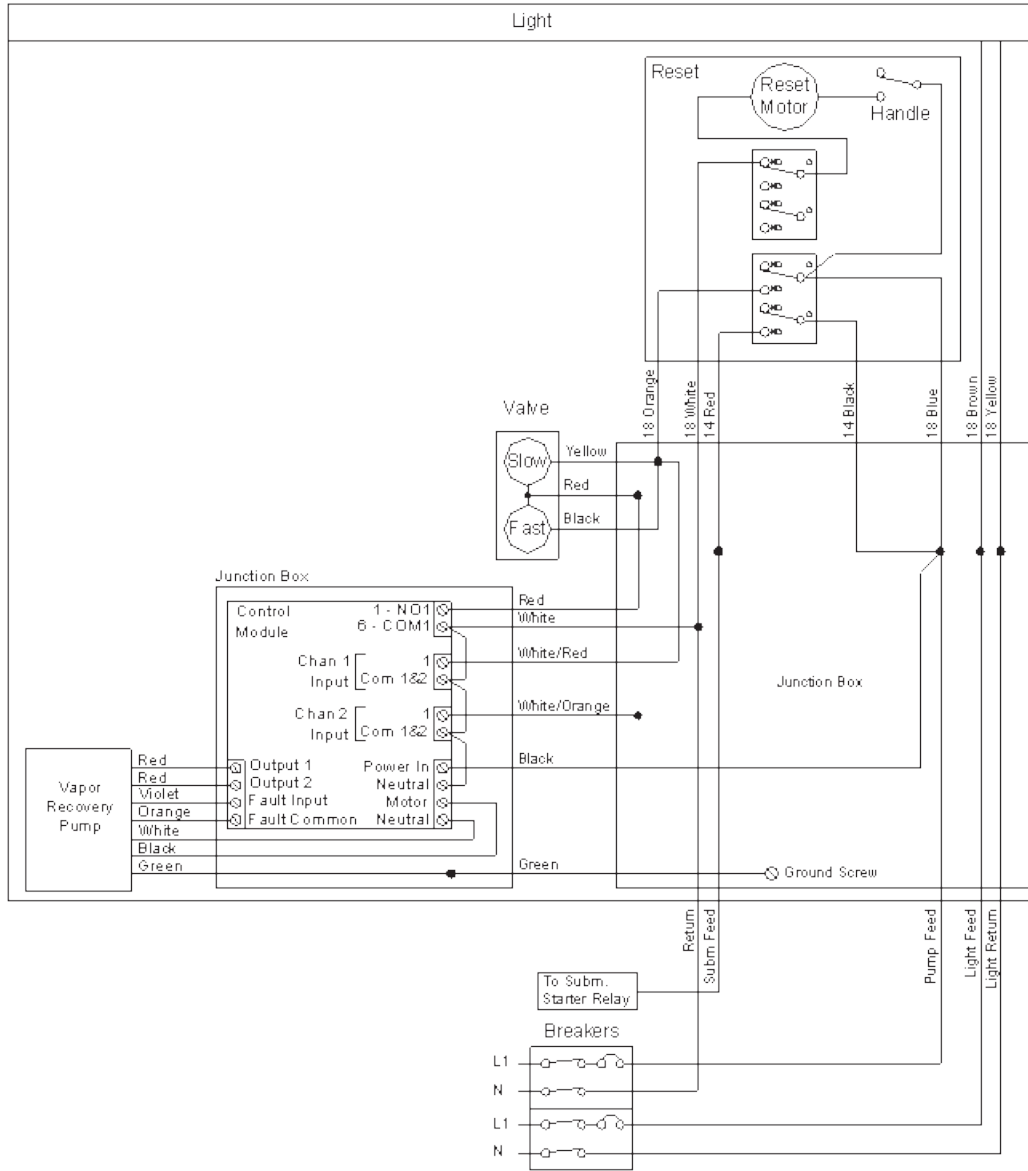 Light
Reset
Reset
Motor
Handle
18 Orange
18 White
14 Red
14 Black
18 Blue
18 Brown
18 Yellow
Valve
Slow
Fast
Yellow
Red
Black
Junction Box
Control
Module
1 - NO1
6 - COM1
Chan 1
Input
1
Com 1&2
Chan 2
Input
1
Com 1&2
Output 1
Output 2
Fault Input
Fault Common
Power In
Neutral
Motor
Neutral
Red
White
White/Red
White/Orange
Black
Green
Junction Box
Ground Screw
Vapor
Recovery
Pump
Red
Red
Violet
Orange
White
Black
Green
Return
Subm Feed
Pump Feed
Light Feed
Light Return
To Subm.
Starter Relay
Breakers
L1
N
L1
N